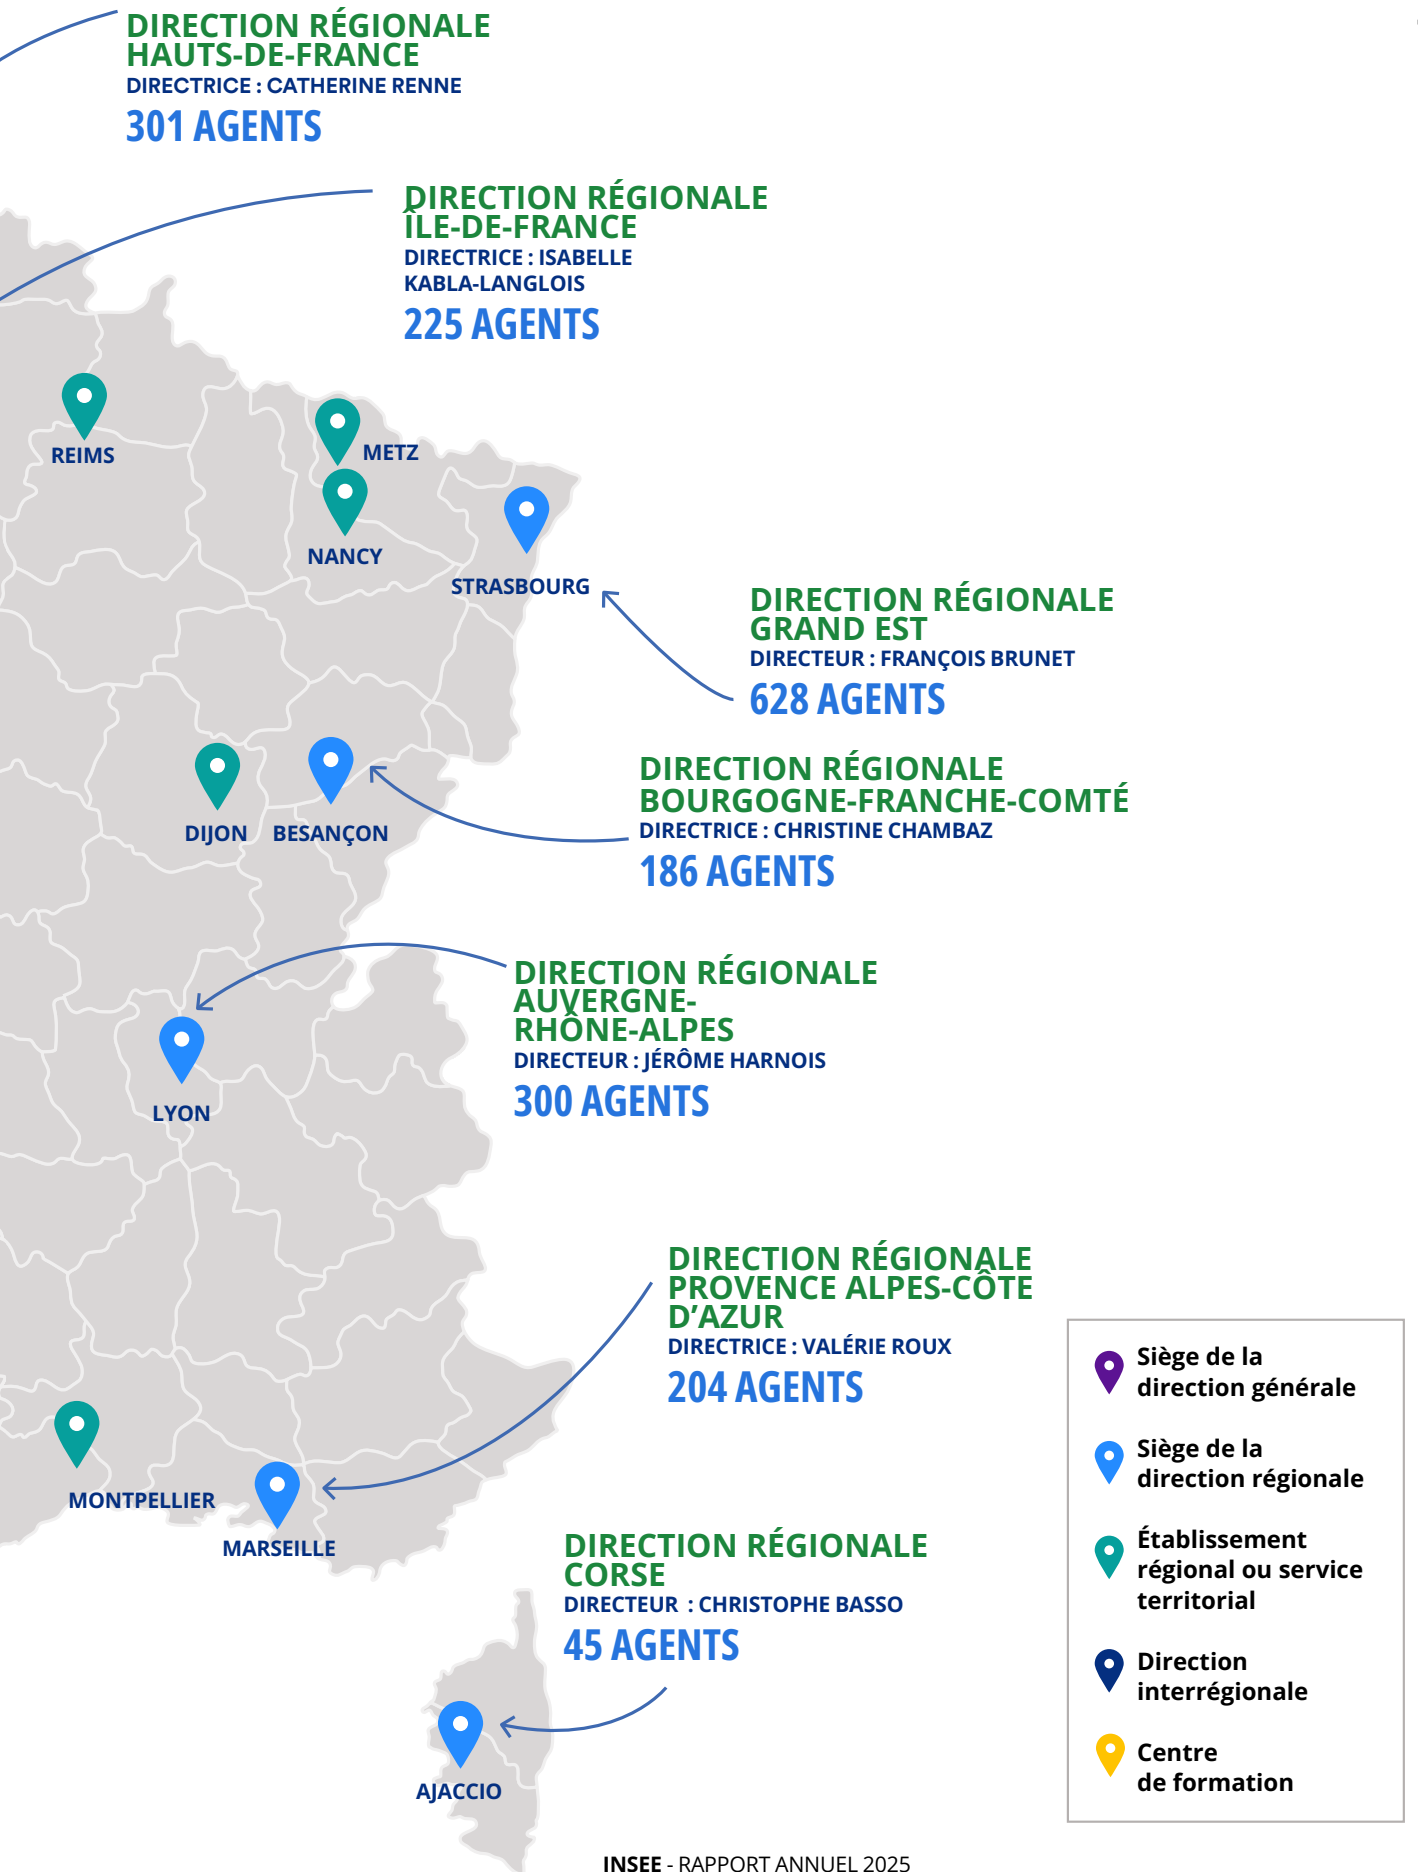 DIRECTION RÉGIONALE
HAUTS-DE-FRANCE
DIRECTRICE : CATHERINE RENNE
301 AGENTS
DIRECTION RÉGIONALE
ÎLE-DE-FRANCE
DIRECTRICE : ISABELLE
KABLA-LANGLOIS
225 AGENTS
REIMS
METZ
NANCY
STRASBOURG
DIRECTION RÉGIONALE
GRAND EST
DIRECTEUR : FRANÇOIS BRUNET
628 AGENTS
DIJON
BESANÇON
DIRECTION RÉGIONALE
BOURGOGNE-FRANCHE-COMTÉ
DIRECTRICE : CHRISTINE CHAMBAZ
186 AGENTS
DIRECTION RÉGIONALE
AUVERGNE-
RHÔNE-ALPES
DIRECTEUR : JÉRÔME HARNOIS
300 AGENTS
LYON
DIRECTION RÉGIONALE
PROVENCE ALPES-CÔTE
D’AZUR
DIRECTRICE : VALÉRIE ROUX
204 AGENTS
MONTPELLIER
MARSEILLE
DIRECTION RÉGIONALE
CORSE
DIRECTEUR : CHRISTOPHE BASSO
45 AGENTS
AJACCIO
Siège de la
direction générale
Siège de la
direction régionale
Établissement
régional ou service
territorial
Direction
interrégionale
Centre
de formation
INSEE - RAPPORT ANNUEL 2025